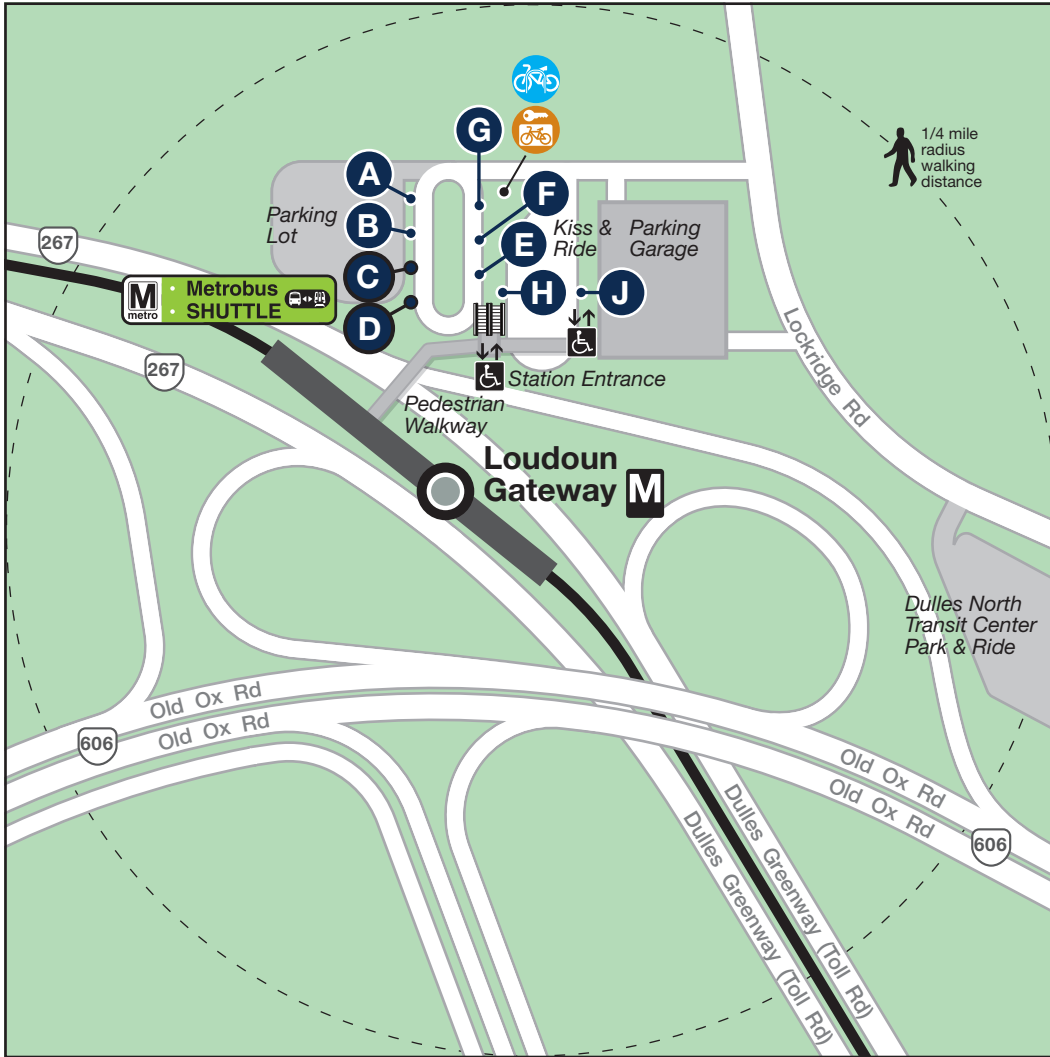 G
1/4 mile
radius
walking
distance
A
F
B
Parking
Lot
Kiss &
Ride
Parking
Garage
267
E
C
M
metro
· Metrobus
· SHUTTLE
H
J
D
Lockridge Rd
267
Station Entrance
Pedestrian
Walkway
Loudoun
Gateway M
Dulles North
Transit Center
Park & Ride
Old Ox Rd
Old Ox Rd
606
Old Ox Rd
Old Ox Rd
606
Dulles Greenway (Toll Rd)
Dulles Greenway (Toll Rd)